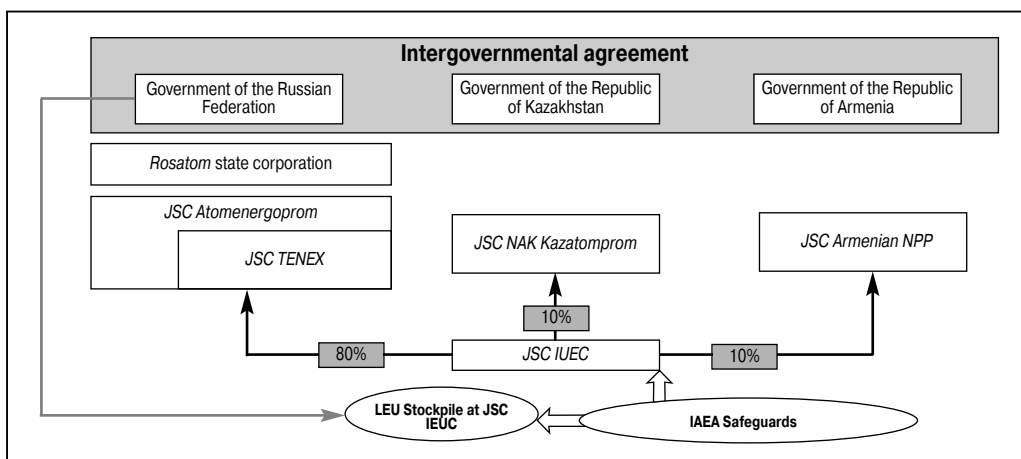 Intergovernmental agreement
Government of the Russian
Federation
Government of the Republic
of Kazakhstan
Government of the Republic
of Armenia
Rosatom state corporation
JSC Atomenergoprom
JSC TENEX
JSC NAK Kazatomprom
JSC Armenian NPP
10%
80%
JSC IUEC
10%
LEU Stockpile at JSC
IEUC
IAEA Safeguards